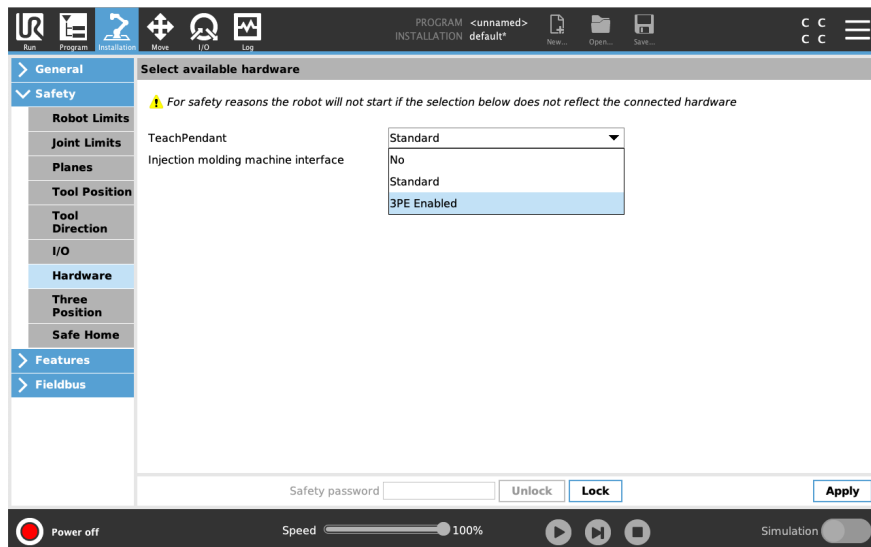 UR
PROGRAM <unnamed>
INSTALLATION default*
C C
C C
Run Program Installation Move I/O Log New... Open... Save...
General
Select available hardware
Safety
! For safety reasons the robot will not start if the selection below does not reflect the connected hardware
Robot Limits
TeachPendant Standard
Joint Limits
Injection molding machine interface No
Planes
Standard
Tool Position
3PE Enabled
Tool
Direction
I/O
Hardware
Three
Position
Safe Home
Features
Fieldbus
Safety password Unlock Lock Apply
Power off Speed 100% Simulation